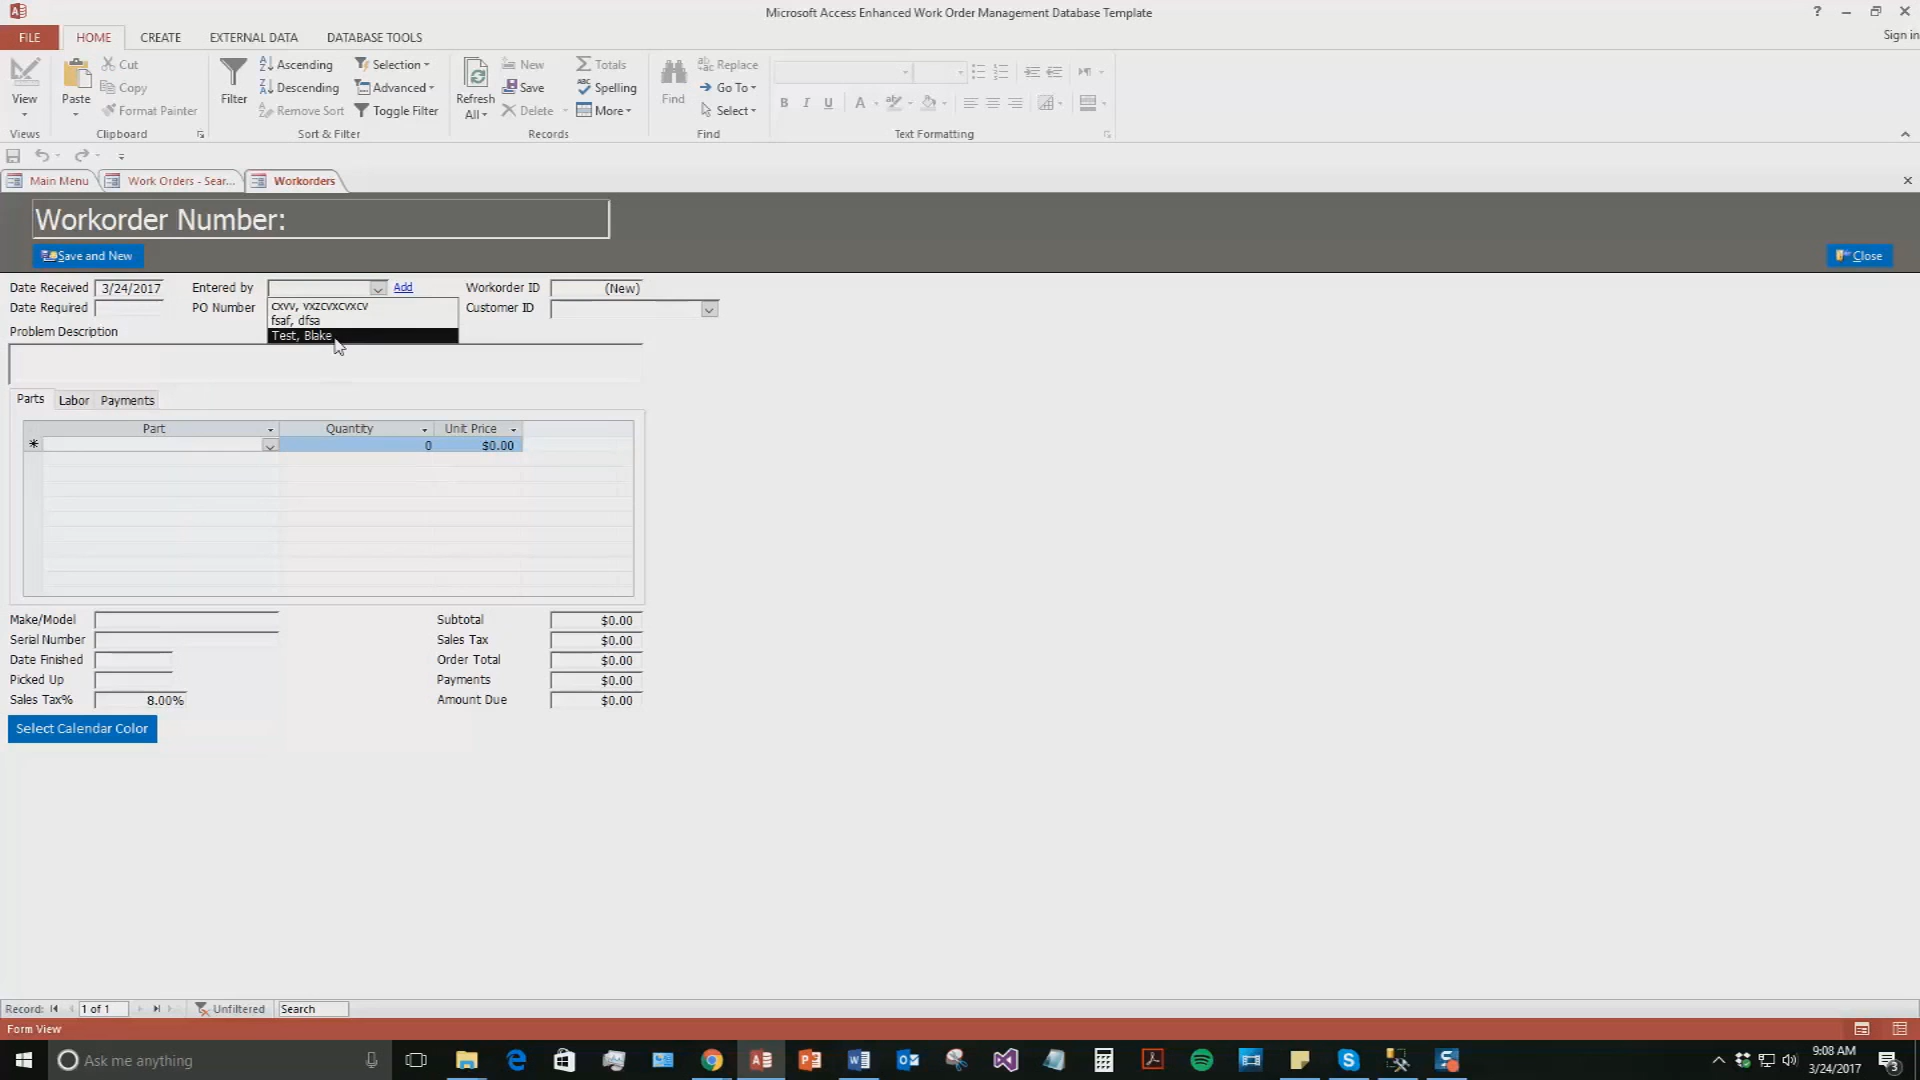 Microsoft Access Enhanced Work Order Management Database Template
Sign in
FILE HOME CREATE EXTERNAL DATA DATABASE TOOLS
View
Views
Paste
Cut
Copy
Format Painter
Clipboard
Filter
Ascending
Descending
Remove Sort
Selection
Advanced
Toggle Filter
Sort & Filter
Refresh
All
New
Save
Delete
Totals
Spelling
More
Records
Find
Replace
Go To
Select
Find
B I U A
Text Formatting
Main Menu
Work Orders - Sear...
Workorders
Workorder Number:
Save and New
Close
Date Received 3/24/2017 Entered by Add Workorder ID (New)
Date Required PO Number Customer ID
cxvv, vxzcvxcvxcv
fsaf, dfsa
Test, Blake
Problem Description
Parts Labor Payments
Part Quantity Unit Price
0 $0.00
Make/Model
Serial Number
Date Finished
Picked Up
Sales Tax% 8.00%
Subtotal $0.00
Sales Tax $0.00
Order Total $0.00
Payments $0.00
Amount Due $0.00
Select Calendar Color
Record: 1 of 1 Unfiltered Search
Form View
Ask me anything
9:08 AM
3/24/2017
3